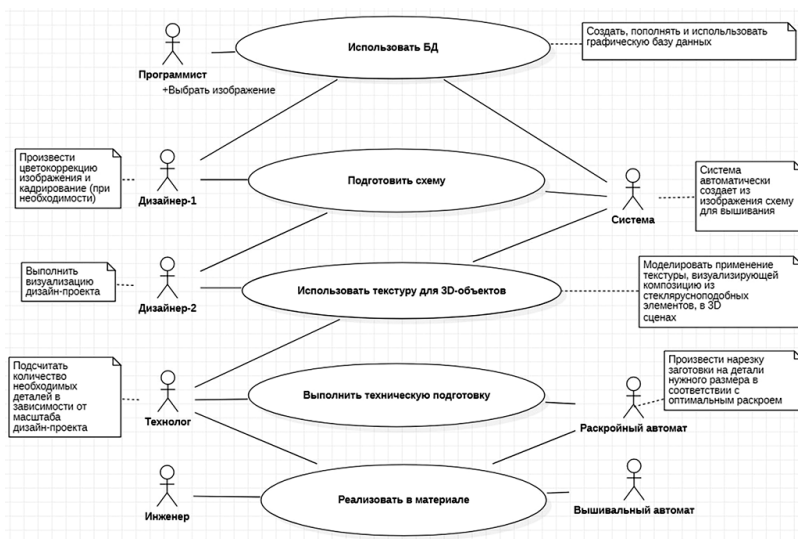 Использовать БД
Создать, пополнять и испольловать
графическую базу данных
Программист
+Выбрать изображение
Произвести
цветокоррекцию
изображения и
кадрирование (при
необходимости)
Дизайнер-1
Подготовить схему
Система
Система
автоматически
создает из
изображения схему
для вышивания
Выполнить
визуализацию
дизайн-проекта
Дизайнер-2
Использовать текстуру для 3D-объектов
Моделировать применение
текстуры, визуализирующей
композицию из
стеклярусноподобных
элементов, в 3D
сценах
Подсчитать
количество
необходимых
деталей в
зависимости от
масштаба
дизайн-проекта
Технолог
Выполнить техническую подготовку
Произвести нарезку
заготовки на детали
нужного размера в
соответствии с
оптимальным раскроем
Раскройный автомат
Инженер
Реализовать в материале
Вышивальный автомат